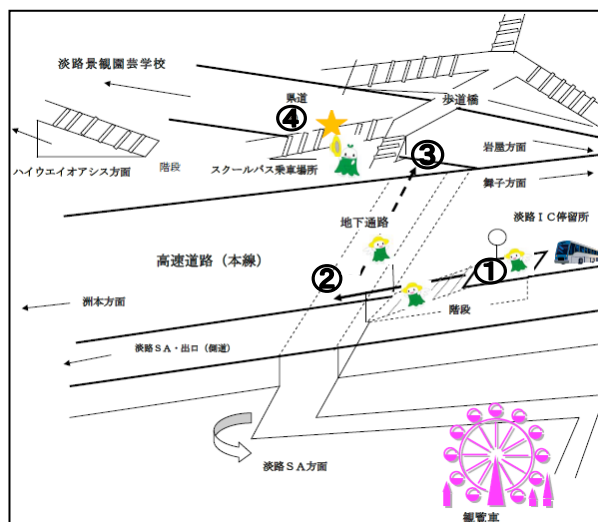 淡路景観園芸学校
県道
歩道橋
④
岩屋方面
ハイウエイオアシス方面
階段
スクールバス乗車場所
③
舞子方面
地下通路
淡路ＩＣ停留所
高速道路（本線）
①
②
洲本方面
階段
淡路ＳＡ・出口（側道）
淡路ＳＡ方面
観覧車